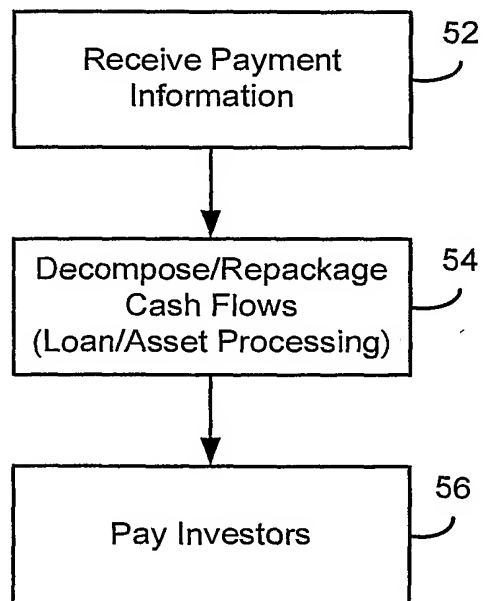 52
Receive Payment
Information
54
Decompose/Repackage
Cash Flows
(Loan/Asset Processing)
56
Pay Investors